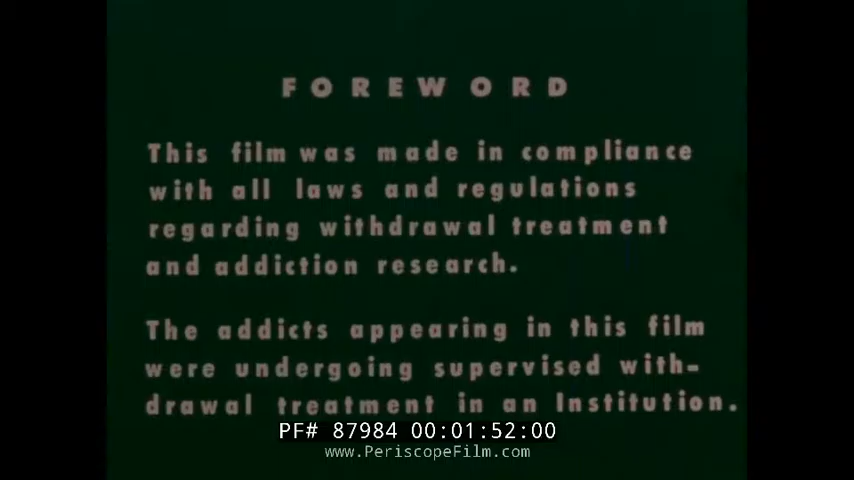 FOREWORD
This film was made in compliance
with all laws and regulations
regarding withdrawal treatment
and addiction research.
The addicts appearing in this film
were undergoing supervised with-
drawal treatment in an Institution.
PF# 87984 00:01:52:00
www.PeriscopeFilm.com